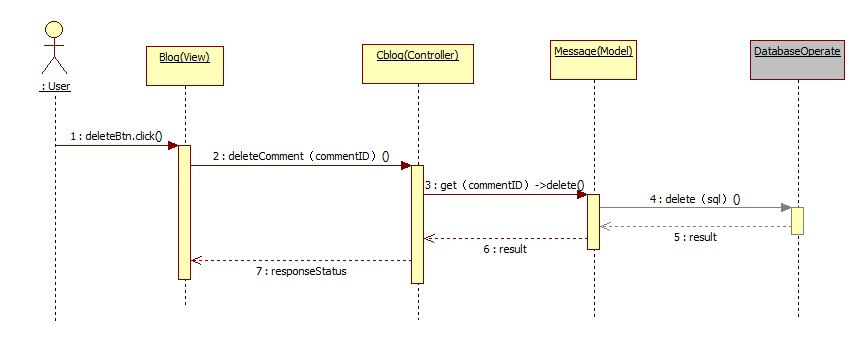 : User
Blog(View)
Cblog(Controller)
Message(Model)
DatabaseOperate
1 : deleteBtn.click()
2 : deleteComment（commentID）()
3 : get（commentID）->delete()
4 : delete（sql）()
5 : result
6 : result
7 : responseStatus